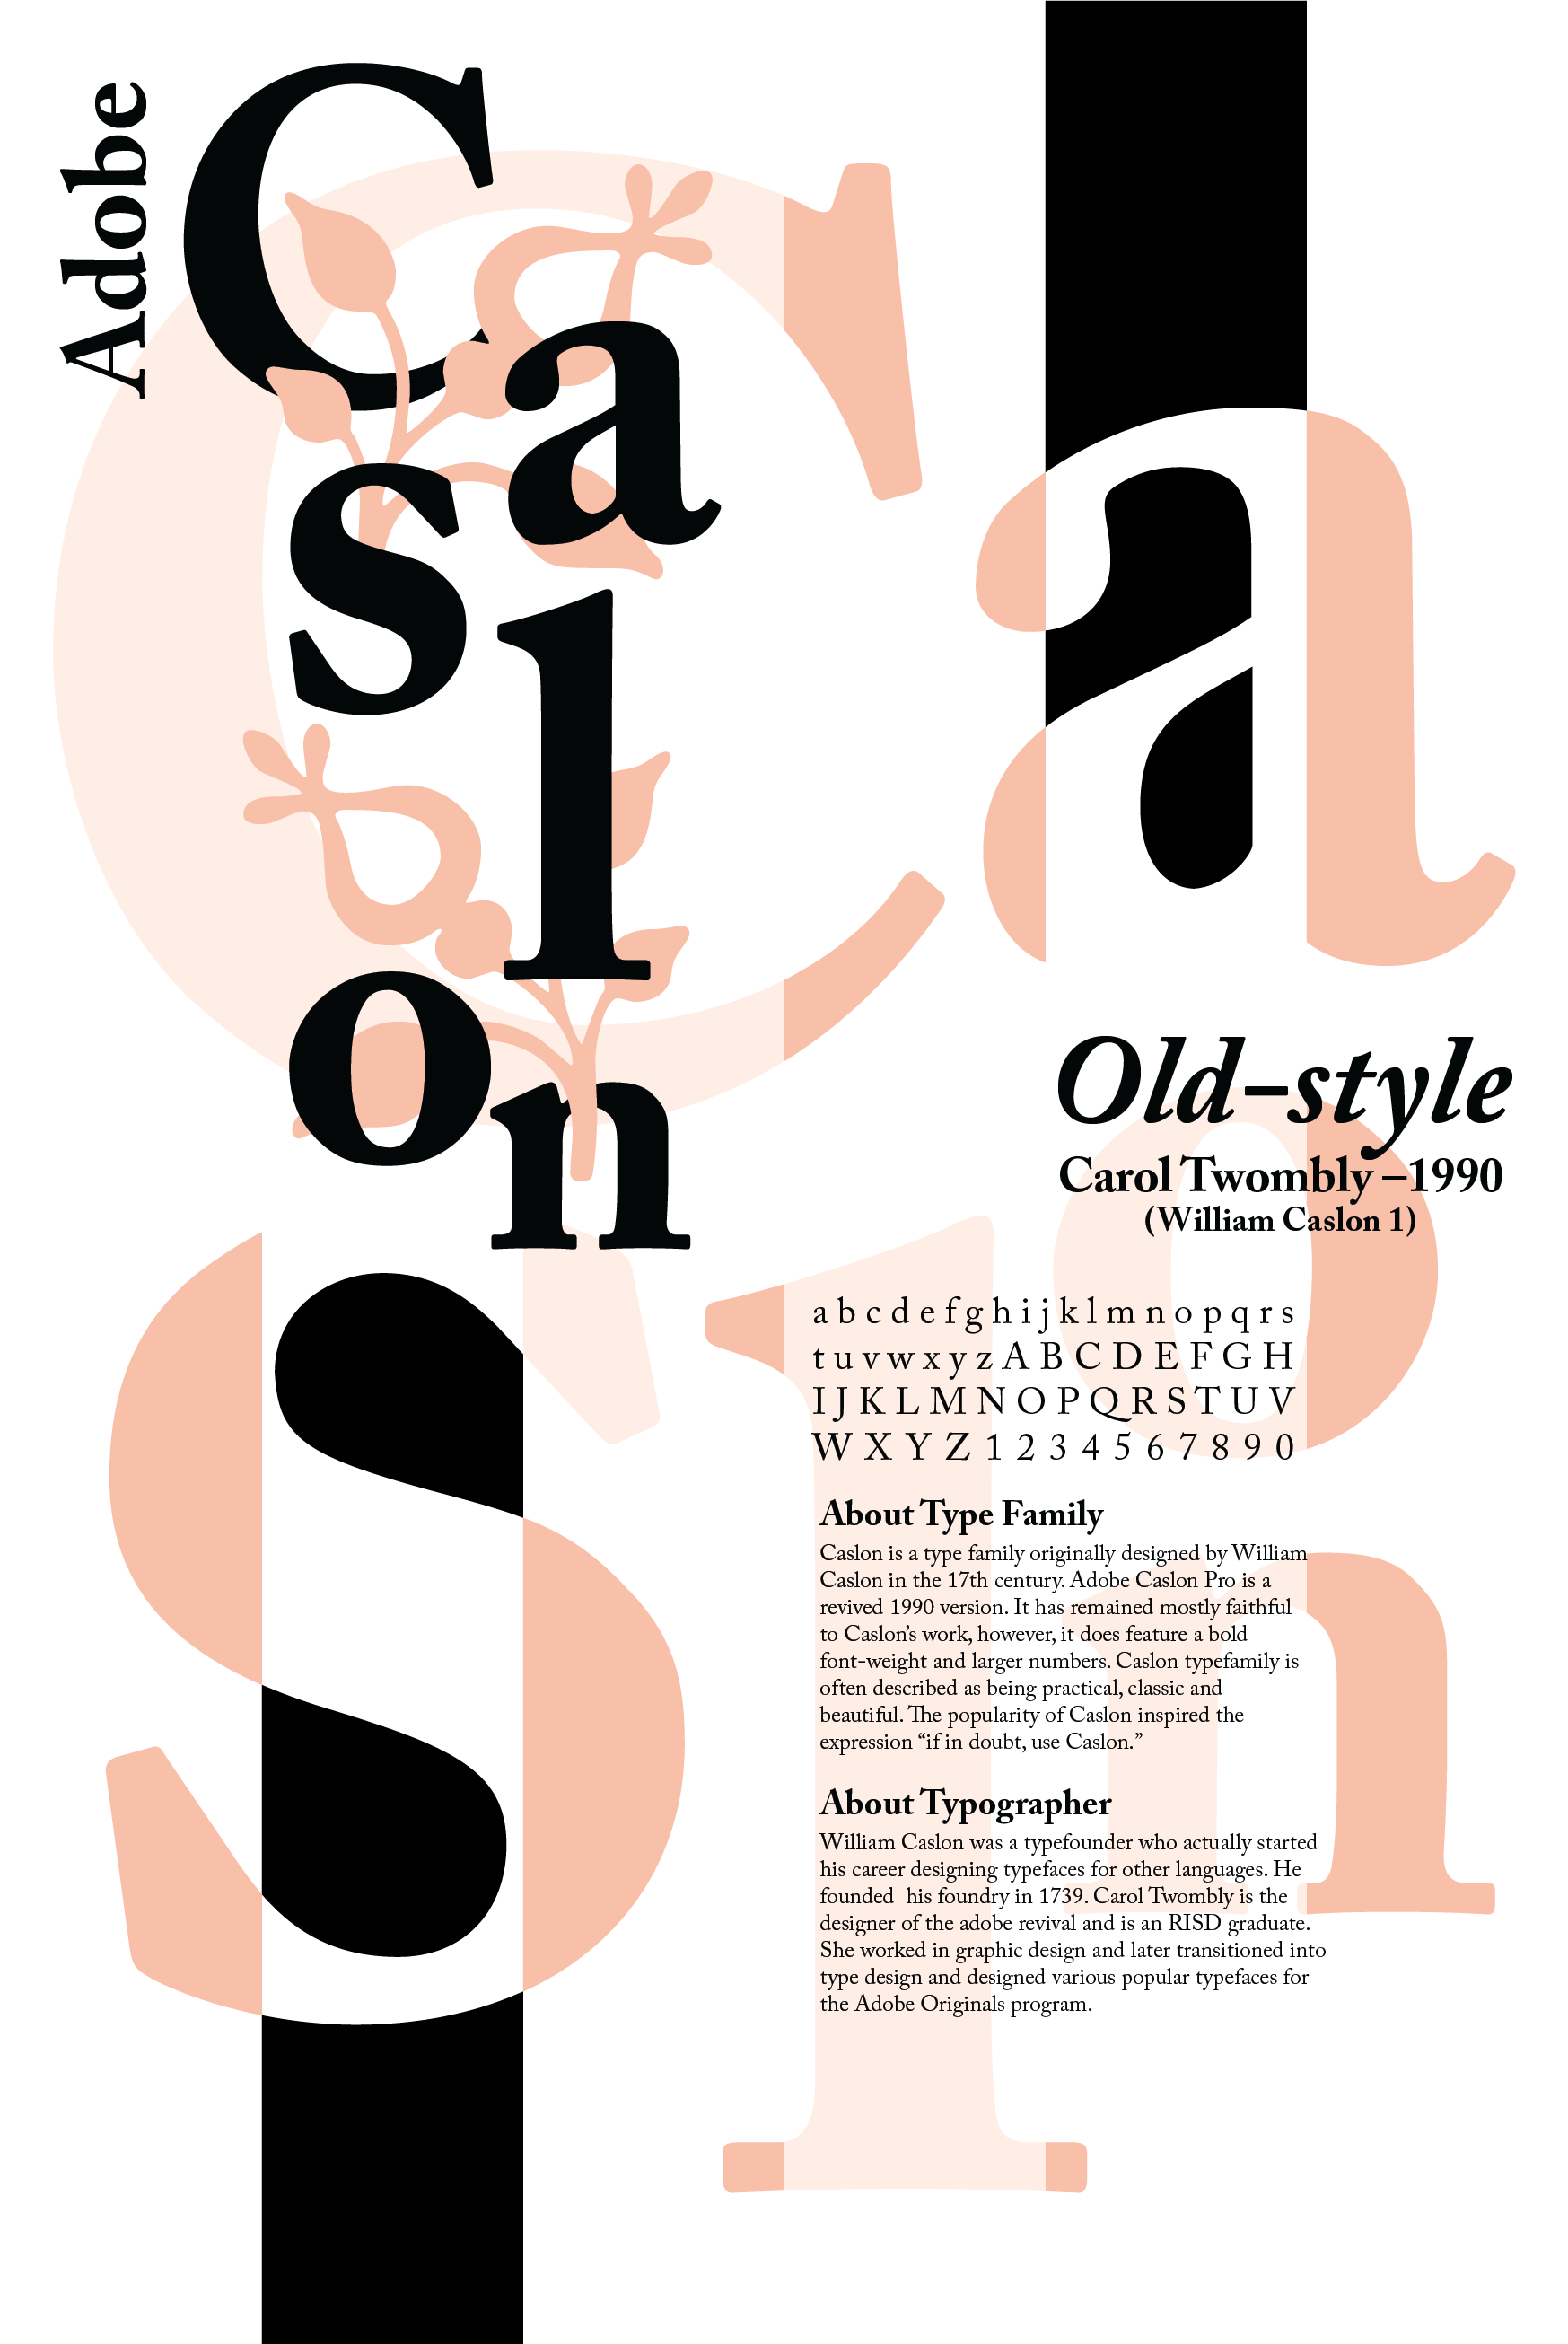 Adobe
Caslon
Caslon
Old-style
Carol Twombly –1990
(William Caslon 1)
a b c d e f g h i j k l m n o p q r s
t u v w x y z A B C D E F G H
I J K L M N O P Q R S T U V
W X Y Z 1 2 3 4 5 6 7 8 9 0
About Type Family
Caslon is a type family originally designed by William
Caslon in the 17th century. Adobe Caslon Pro is a
revived 1990 version. It has remained mostly faithful
to Caslon’s work, however, it does feature a bold
font-weight and larger numbers. Caslon typefamily is
often described as being practical, classic and
beautiful. The popularity of Caslon inspired the
expression “if in doubt, use Caslon.”
About Typographer
William Caslon was a typefounder who actually started
his career designing typefaces for other languages. He
founded  his foundry in 1739. Carol Twombly is the
designer of the adobe revival and is an RISD graduate.
She worked in graphic design and later transitioned into
type design and designed various popular typefaces for
the Adobe Originals program.